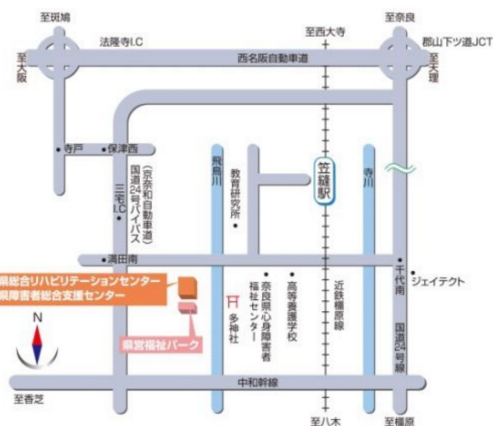 至斑鳩
至西大寺
至奈良
法隆寺I.C
郡山下ツ道JCT
至大阪
西名阪自動車道
至天理
寺戸
保津西
三宅I.C
国道24号バイパス
(京奈和自動車道)
飛鳥川
教育研究所
笠縫駅
寺川
満田南
千代南
ジェイテクト
県総合リハビリテーションセンター
県障害者総合支援センター
県営福祉パーク
多神社
奈良県心身障害者
福祉センター
高等養護学校
近鉄橿原線
国道24号線
N
中和幹線
至香芝
至八木
至橿原